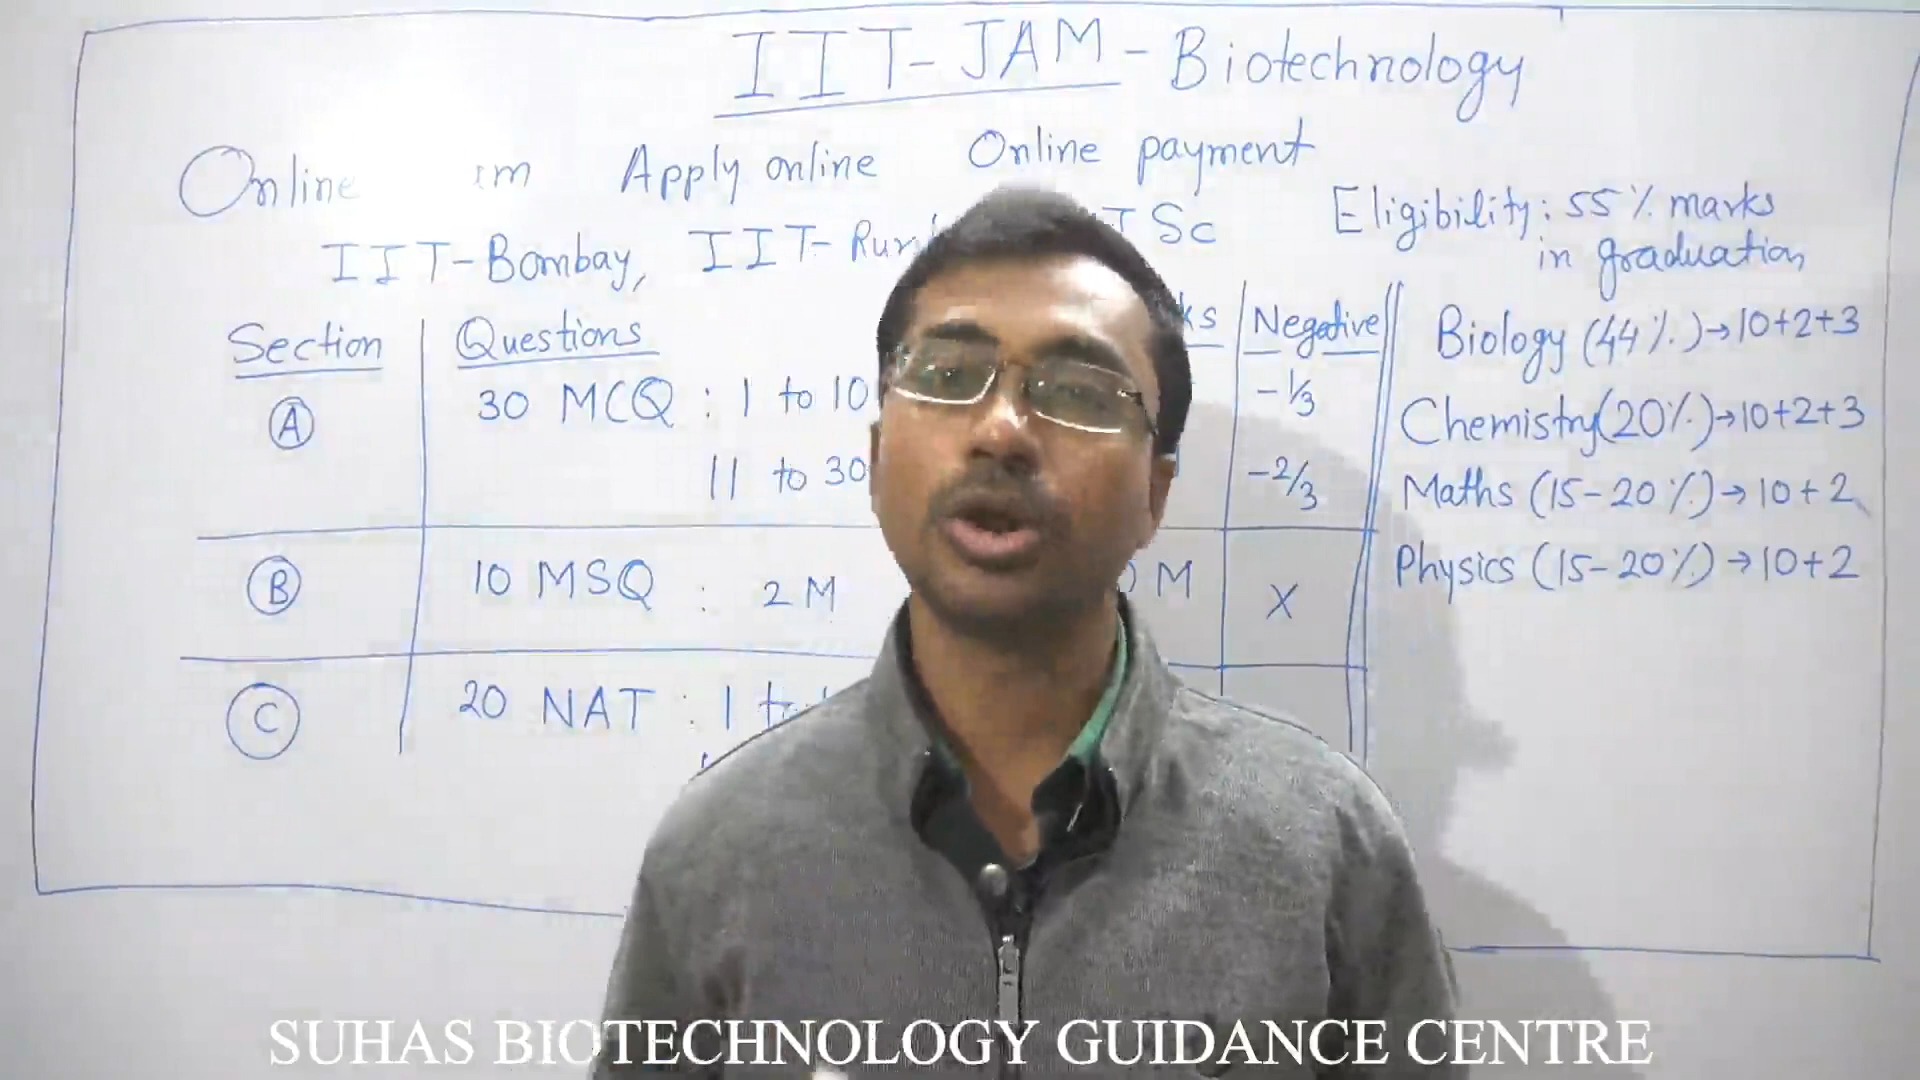 IIT-JAM-Biotechnology
Online Apply online Online payment
IIT-Bombay, IIT- ISc
Eligibility: 55% marks
in graduation
Section Questions Negative
A 30 MCQ : 1 to 10 -1/3
11 to 30 -2/3
B 10 MSQ : 2 M M X
C 20 NAT : 1
Biology (44%.)→10+2+3
Chemistry(20%)→10+2+3
Maths (15-20%)→10+2
Physics (15-20%)→10+2
SUHAS BIOTECHNOLOGY GUIDANCE CENTRE